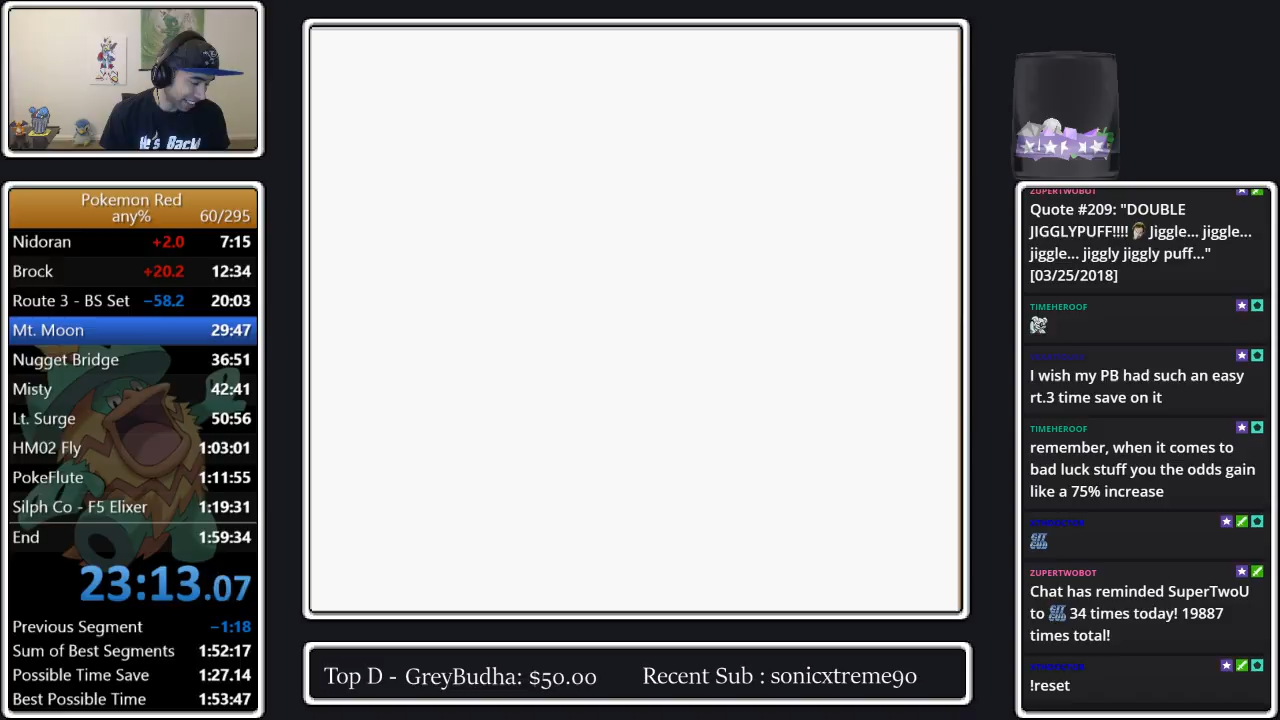 He's Back!
Pokemon Red
any% 60/295
Nidoran +2.0 7:15
Brock +20.2 12:34
Route 3 - BS Set −58.2 20:03
Mt. Moon 29:47
Nugget Bridge 36:51
Misty 42:41
Lt. Surge 50:56
HM02 Fly 1:03:01
PokeFlute 1:11:55
Silph Co - F5 Elixer 1:19:31
End 1:59:34
23:13.07
Previous Segment −1:18
Sum of Best Segments 1:52:17
Possible Time Save 1:27.14
Best Possible Time 1:53:47
Top D - GreyBudha: $50.00 Recent Sub : sonicxtreme90
ZUPERTWOBOT
Quote #209: "DOUBLE
JIGGLYPUFF!!!! Jiggle... jiggle...
jiggle... jiggly jiggly puff..."
[03/25/2018]
TIMEHEROOF
I wish my PB had such an easy
rt.3 time save on it
TIMEHEROOF
remember, when it comes to
bad luck stuff you the odds gain
like a 75% increase
GIT GUD
ZUPERTWOBOT
Chat has reminded SuperTwoU
to GIT GUD 34 times today! 19887
times total!
!reset